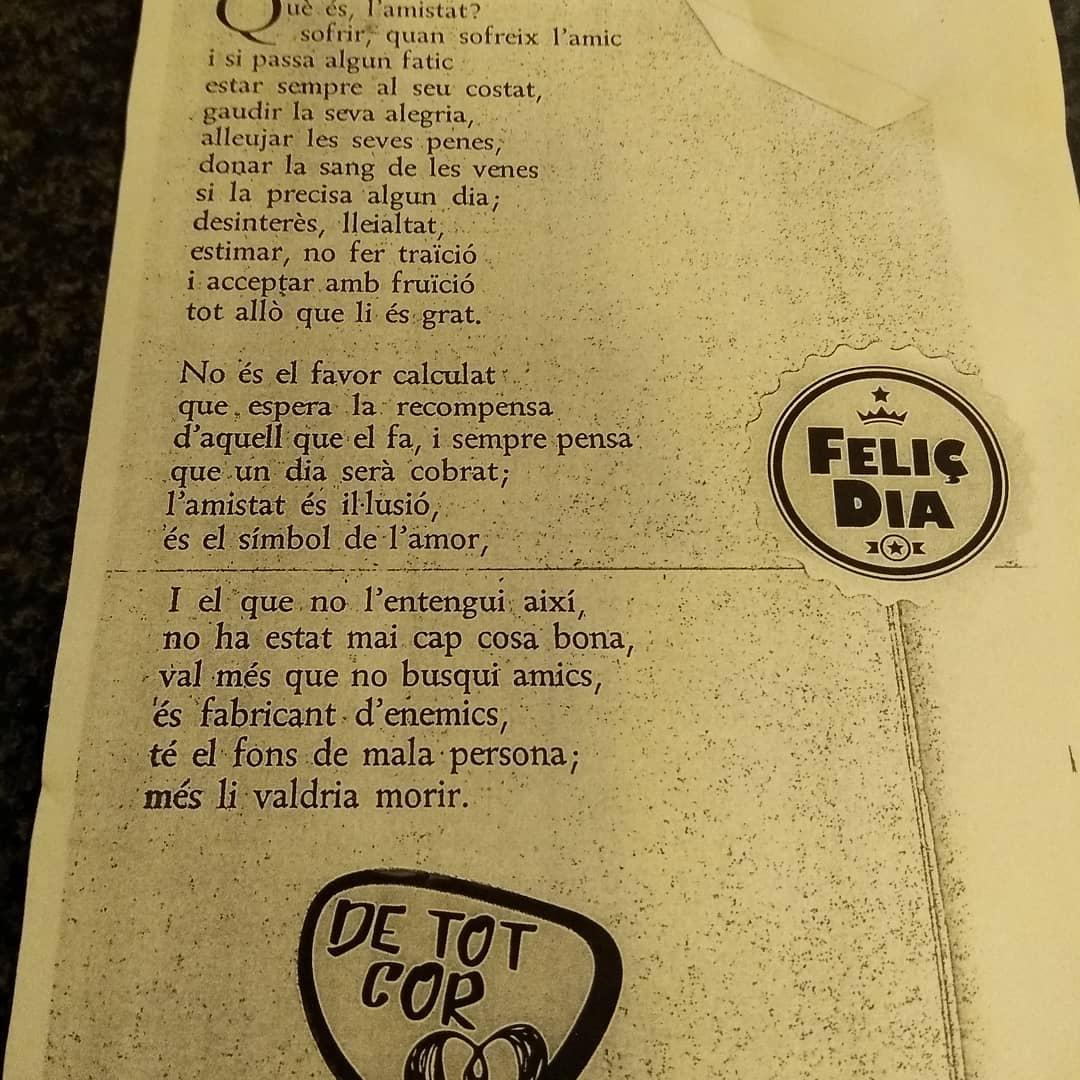 Què és, l'amistat?
sofrir, quan sofreix l'amic
i si passa algun fatic
estar sempre al seu costat,
gaudir la seva alegria,
alleujar les seves penes,
donar la sang de les venes
si la precisa algun dia;
desinterès, lleialtat,
estimar, no fer traïció
i acceptar amb fruïció
tot allò que li és grat.
No és el favor calculat
que espera la recompensa
d'aquell que el fa, i sempre pensa
que un dia serà cobrat;
l'amistat és il·lusió,
és el símbol de l'amor,
FELIÇ
DIA
I el que no l'entengui així,
no ha estat mai cap cosa bona,
val més que no busqui amics,
és fabricant d'enemics,
té el fons de mala persona;
més li valdria morir.
DE TOT
COR